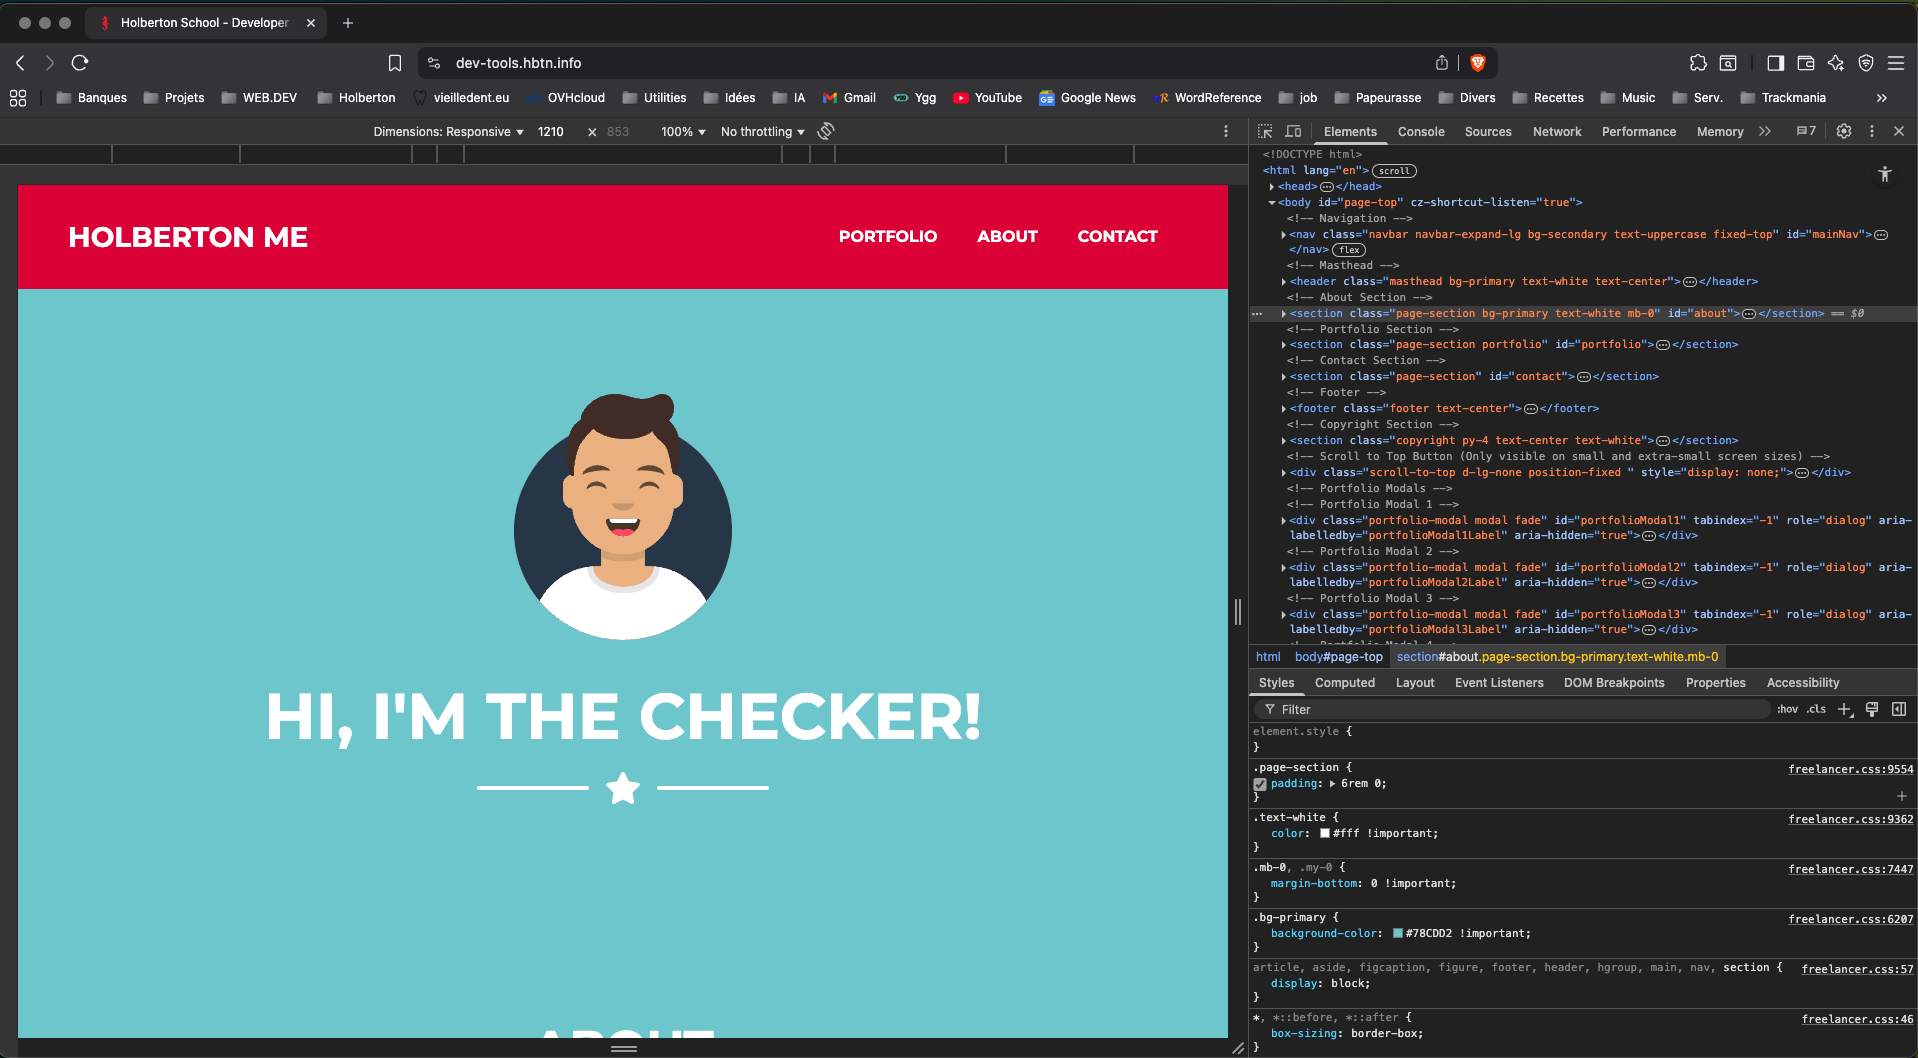 Holberton School - Developer
dev-tools.hbtn.info
Banques Projets WEB.DEV Holberton vieilledent.eu OVHcloud Utilities Idées IA Gmail Ygg YouTube Google News WordReference job Papeurasse Divers Recettes Music Serv. Trackmania
Dimensions: Responsive 1210 × 853 100% No throttling
Elements Console Sources Network Performance Memory 7
HOLBERTON ME
PORTFOLIO ABOUT CONTACT
HI, I'M THE CHECKER!
ABOUT
<!DOCTYPE html>
<html lang="en"> scroll
<head></head>
<body id="page-top" cz-shortcut-listen="true">
<!-- Navigation -->
<nav class="navbar navbar-expand-lg bg-secondary text-uppercase fixed-top" id="mainNav">
</nav> flex
<!-- Masthead -->
<header class="masthead bg-primary text-white text-center"></header>
<!-- About Section -->
<section class="page-section bg-primary text-white mb-0" id="about"></section> == $0
<!-- Portfolio Section -->
<section class="page-section portfolio" id="portfolio"></section>
<!-- Contact Section -->
<section class="page-section" id="contact"></section>
<!-- Footer -->
<footer class="footer text-center"></footer>
<!-- Copyright Section -->
<section class="copyright py-4 text-center text-white"></section>
<!-- Scroll to Top Button (Only visible on small and extra-small screen sizes) -->
<div class="scroll-to-top d-lg-none position-fixed " style="display: none;"></div>
<!-- Portfolio Modals -->
<!-- Portfolio Modal 1 -->
<div class="portfolio-modal modal fade" id="portfolioModal1" tabindex="-1" role="dialog" aria-
labelledby="portfolioModal1Label" aria-hidden="true"></div>
<!-- Portfolio Modal 2 -->
<div class="portfolio-modal modal fade" id="portfolioModal2" tabindex="-1" role="dialog" aria-
labelledby="portfolioModal2Label" aria-hidden="true"></div>
<!-- Portfolio Modal 3 -->
<div class="portfolio-modal modal fade" id="portfolioModal3" tabindex="-1" role="dialog" aria-
labelledby="portfolioModal3Label" aria-hidden="true"></div>
html body#page-top section#about.page-section.bg-primary.text-white.mb-0
Styles Computed Layout Event Listeners DOM Breakpoints Properties Accessibility
Filter :hov .cls
element.style {
}
.page-section { freelancer.css:9554
padding: 6rem 0;
}
.text-white { freelancer.css:9362
color: #fff !important;
}
.mb-0, .my-0 { freelancer.css:7447
margin-bottom: 0 !important;
}
.bg-primary { freelancer.css:6207
background-color: #78CDD2 !important;
}
article, aside, figcaption, figure, footer, header, hgroup, main, nav, section { freelancer.css:57
display: block;
}
*, *::before, *::after { freelancer.css:46
box-sizing: border-box;
}